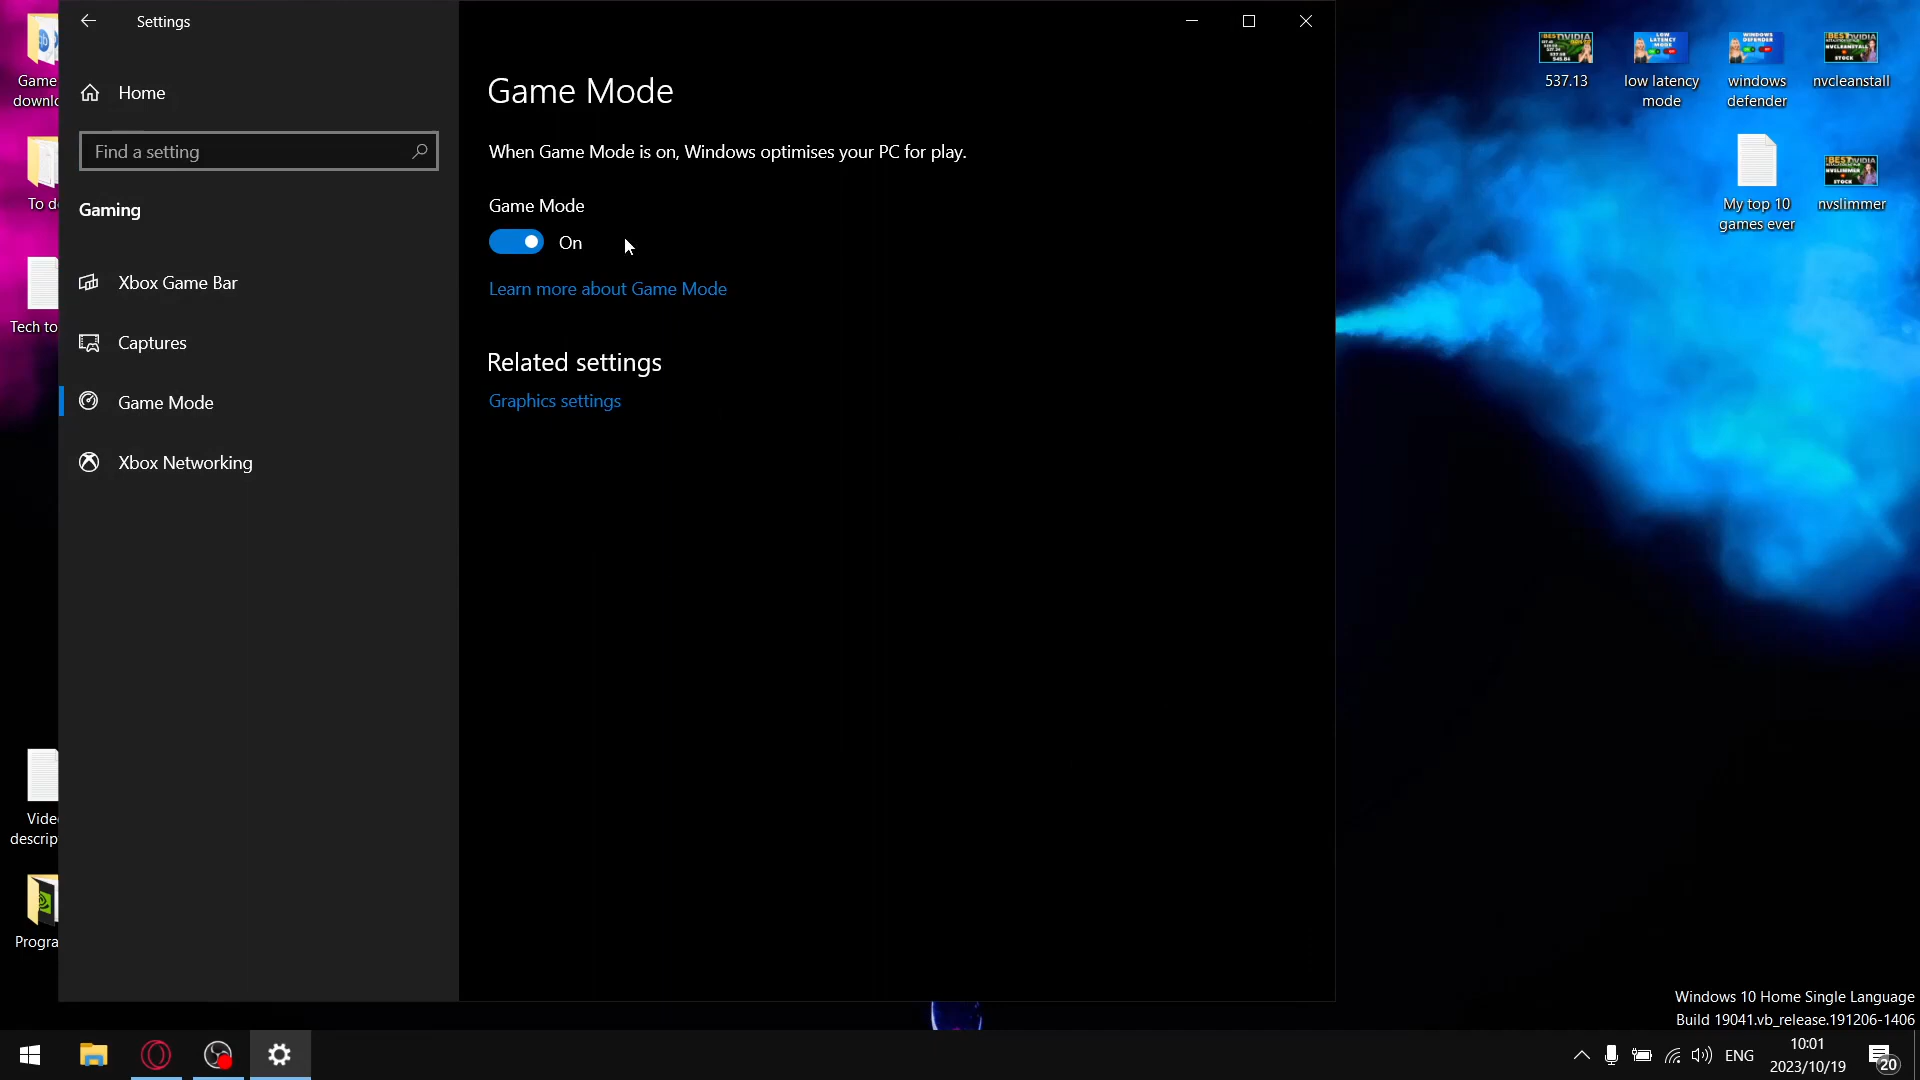 Settings
Home
Find a setting
Gaming
Xbox Game Bar
Captures
Game Mode
Xbox Networking
Game Mode
When Game Mode is on, Windows optimises your PC for play.
Game Mode
On
Learn more about Game Mode
Related settings
Graphics settings
Game
downlo
To d
Tech to
Vide
descrip
Progra
537.13
low latency
mode
windows
defender
nvcleanstall
My top 10
games ever
nvslimmer
Windows 10 Home Single Language
Build 19041.vb_release.191206-1406
ENG
10:01
2023/10/19
20